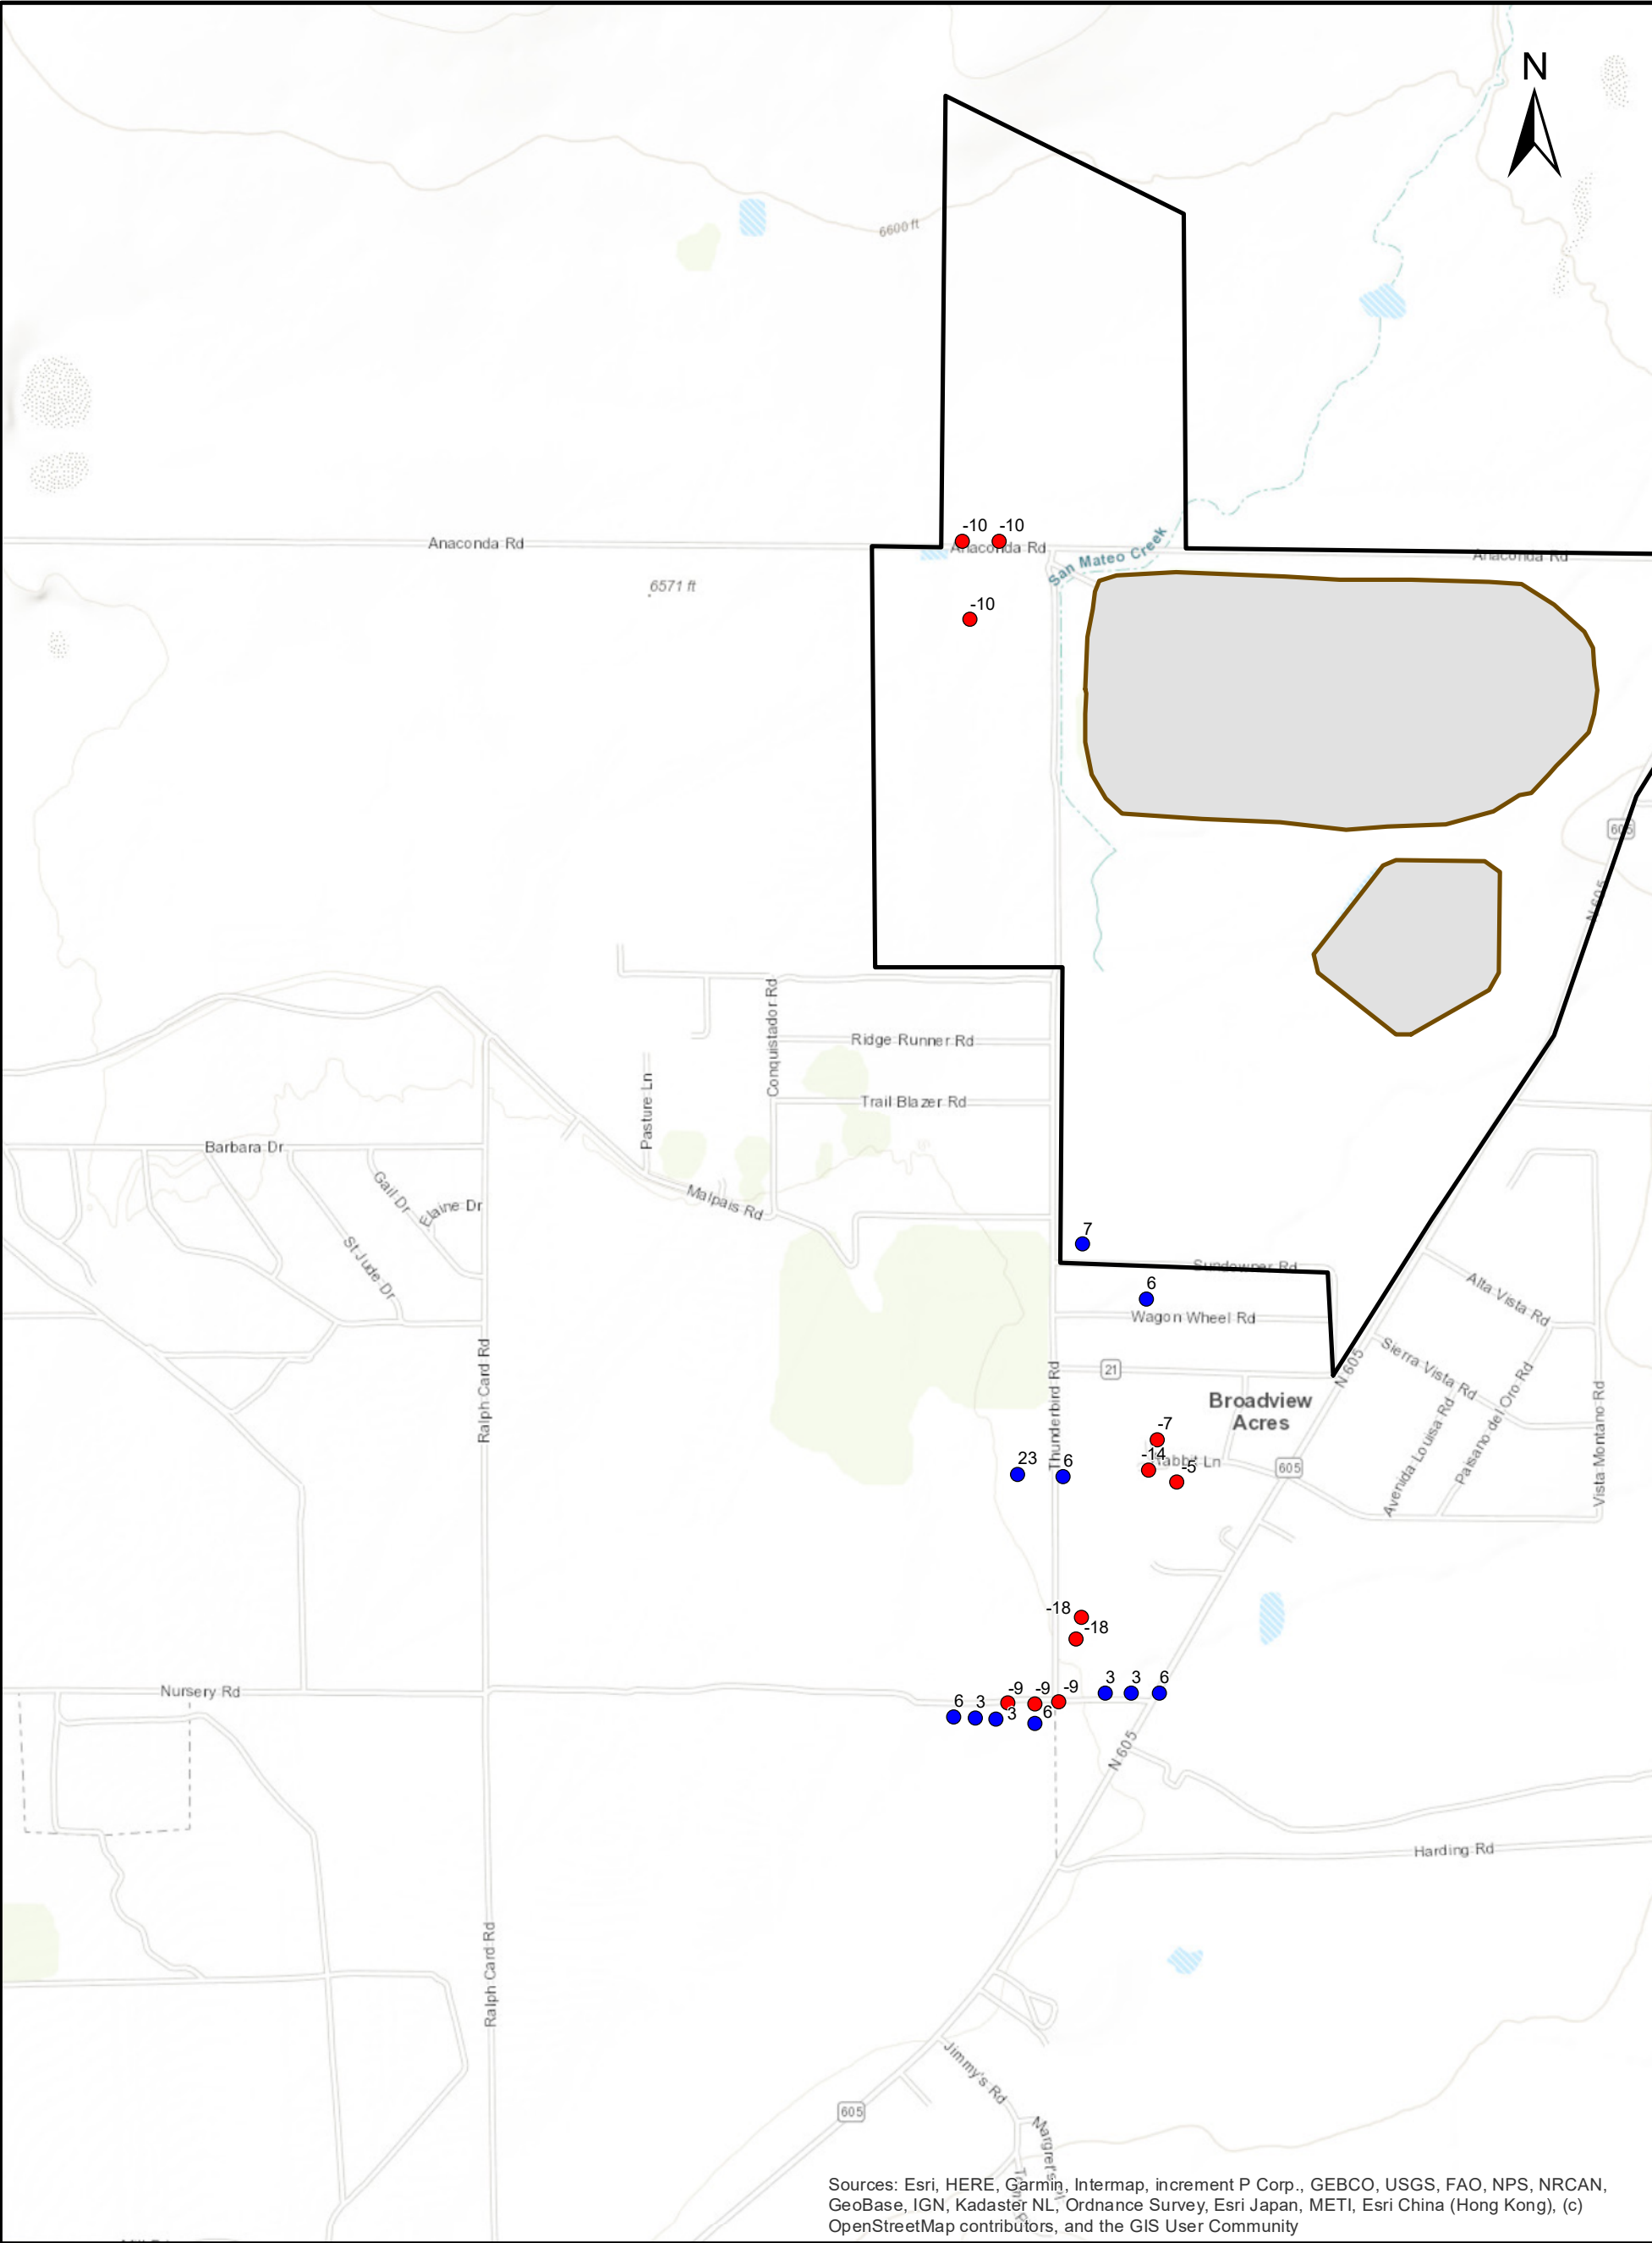 N
6600 ft
-10 -10
Anaconda Rd
Anaconda Rd
San Mateo Creek
Anaconda Rd
6571 ft
-10
605
N 605
Conquistador Rd
Ridge Runner Rd
Pasture Ln
Trail Blazer Rd
Barbara Dr
Gail Dr
Elaine Dr
Malpais Rd
St Jude Dr
7
Sundowner Rd
6
Wagon Wheel Rd
Alta Vista Rd
Ralph Card Rd
Thunderbird Rd
21
N 605
Sierra Vista Rd
Broadview
Acres
Avenida Louisa Rd
Paisano del Oro Rd
Vista Montano Rd
-7
-14
Rabbit Ln
-5
23
6
605
-18
-18
Nursery Rd
3 3 6
-9 -9 -9
6 3 3 6
N 605
Harding Rd
Ralph Card Rd
Jimmy's Rd
605
Sources: Esri, HERE, Garmin, Intermap, increment P Corp., GEBCO, USGS, FAO, NPS, NRCAN,
GeoBase, IGN, Kadaster NL, Ordnance Survey, Esri Japan, METI, Esri China (Hong Kong), (c)
OpenStreetMap contributors, and the GIS User Community